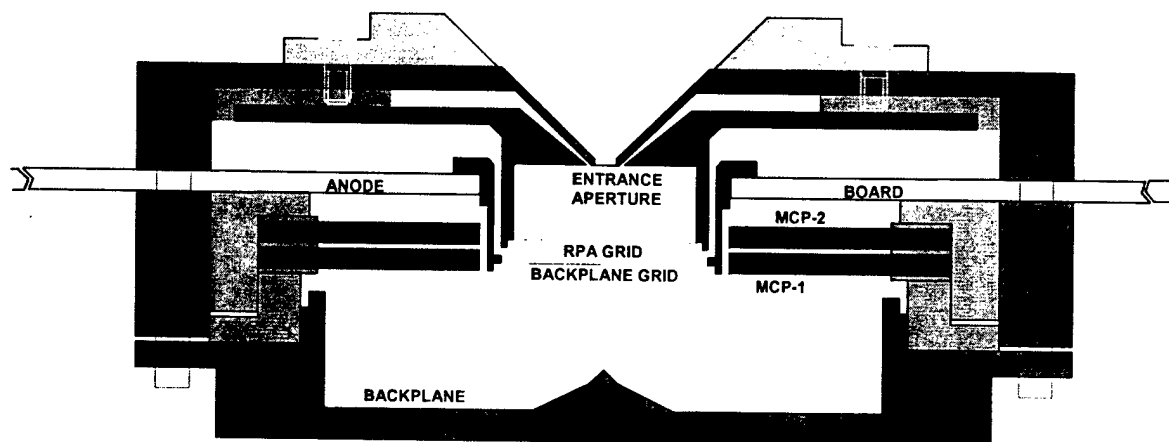 ENTRANCE
APERTURE
ANODE
BOARD
MCP-2
RPA GRID
BACKPLANE GRID
MCP-1
BACKPLANE